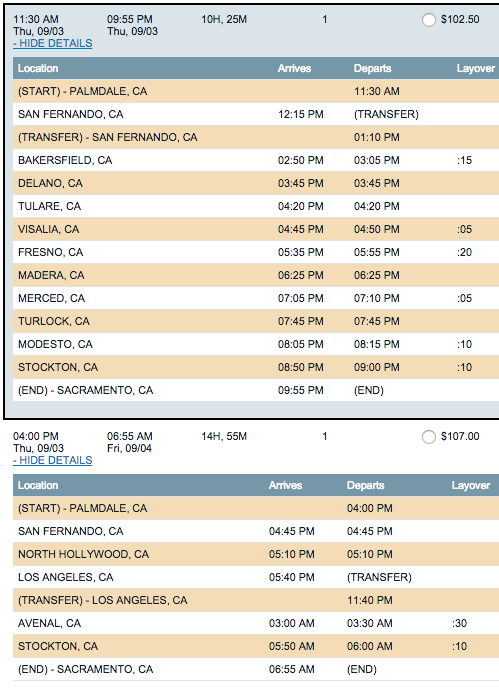 11:30 AM 09:55 PM 10H, 25M 1 $102.50
Thu, 09/03 Thu, 09/03
- HIDE DETAILS
Location Arrives Departs Layover
(START) - PALMDALE, CA 11:30 AM
SAN FERNANDO, CA 12:15 PM (TRANSFER)
(TRANSFER) - SAN FERNANDO, CA 01:10 PM
BAKERSFIELD, CA 02:50 PM 03:05 PM :15
DELANO, CA 03:45 PM 03:45 PM
TULARE, CA 04:20 PM 04:20 PM
VISALIA, CA 04:45 PM 04:50 PM :05
FRESNO, CA 05:35 PM 05:55 PM :20
MADERA, CA 06:25 PM 06:25 PM
MERCED, CA 07:05 PM 07:10 PM :05
TURLOCK, CA 07:45 PM 07:45 PM
MODESTO, CA 08:05 PM 08:15 PM :10
STOCKTON, CA 08:50 PM 09:00 PM :10
(END) - SACRAMENTO, CA 09:55 PM (END)
04:00 PM 06:55 AM 14H, 55M 1 $107.00
Thu, 09/03 Fri, 09/04
- HIDE DETAILS
Location Arrives Departs Layover
(START) - PALMDALE, CA 04:00 PM
SAN FERNANDO, CA 04:45 PM 04:45 PM
NORTH HOLLYWOOD, CA 05:10 PM 05:10 PM
LOS ANGELES, CA 05:40 PM (TRANSFER)
(TRANSFER) - LOS ANGELES, CA 11:40 PM
AVENAL, CA 03:00 AM 03:30 AM :30
STOCKTON, CA 05:50 AM 06:00 AM :10
(END) - SACRAMENTO, CA 06:55 AM (END)